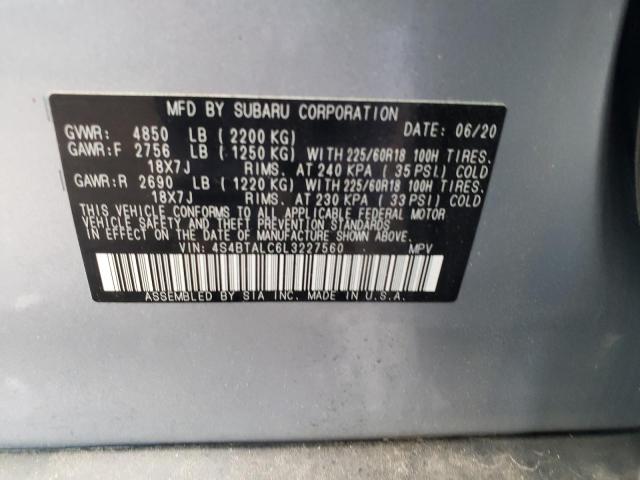 MFD BY SUBARU CORPORATION DATE: 06/20
GVWR: 4850 LB (2200 KG)
GAWR:F 2756 LB (1250 KG) WITH 225/60R18 100H TIRES,
18X7J RIMS, AT 240 KPA (35 PSI) COLD
GAWR:R 2690 LB (1220 KG) WITH 225/60R18 100H TIRES,
18X7J RIMS, AT 230 KPA (33 PSI) COLD
THIS VEHICLE CONFORMS TO ALL APPLICABLE FEDERAL MOTOR
VEHICLE SAFETY AND THEFT PREVENTION STANDARDS
IN EFFECT ON THE DATE OF MANUFACTURE SHOWN ABOVE.
VIN: 4S4BTALC6L3227560 MPV
ASSEMBLED BY SIA INC. MADE IN U.S.A.